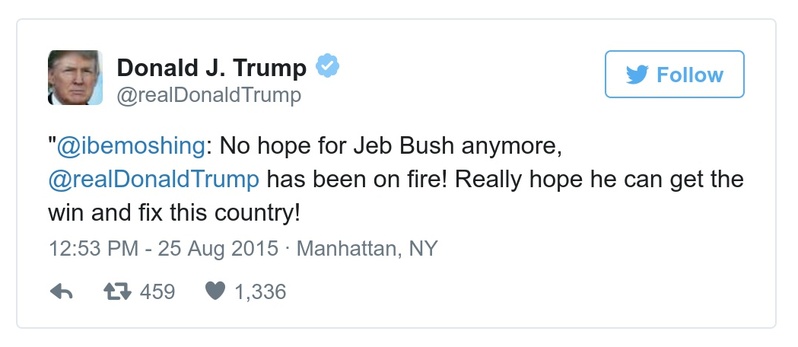 Donald J. Trump
@realDonaldTrump
Follow
"@ibemoshing: No hope for Jeb Bush anymore,
@realDonaldTrump has been on fire! Really hope he can get the
win and fix this country!
12:53 PM - 25 Aug 2015 · Manhattan, NY
459 1,336